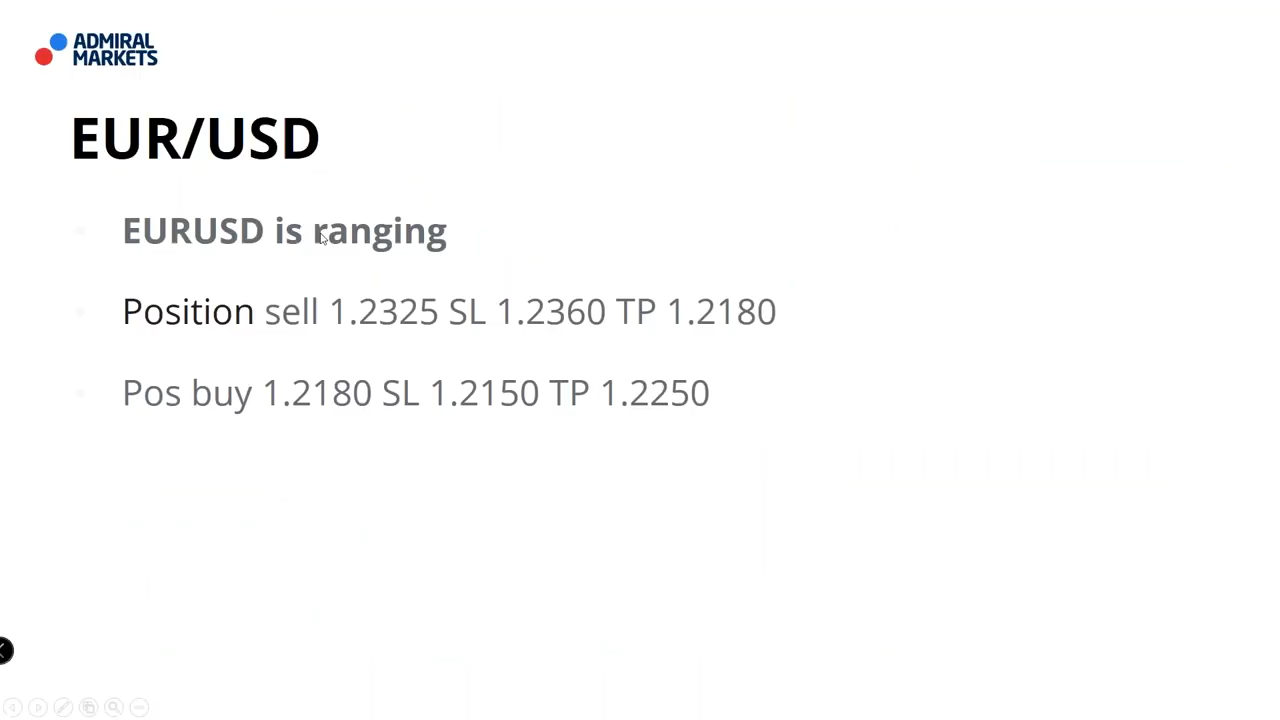 ADMIRAL
MARKETS
EUR/USD
EURUSD is ranging
Position sell 1.2325 SL 1.2360 TP 1.2180
Pos buy 1.2180 SL 1.2150 TP 1.2250